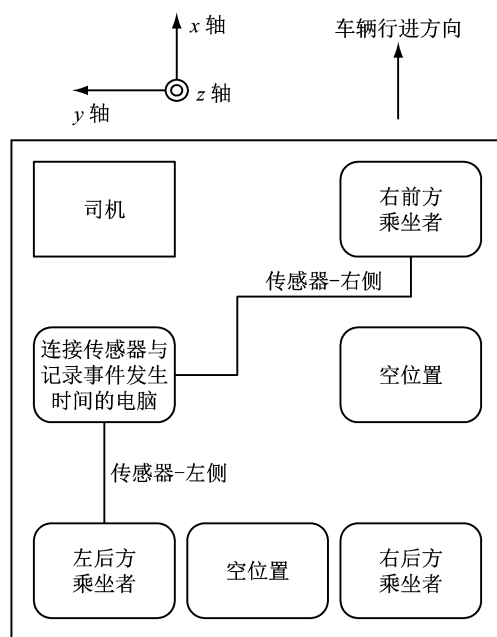 x 轴
车辆行进方向
y 轴
z 轴
司机
右前方
乘坐者
传感器-右侧
连接传感器与
记录事件发生
时间的电脑
空位置
传感器-左侧
左后方
乘坐者
空位置
右后方
乘坐者